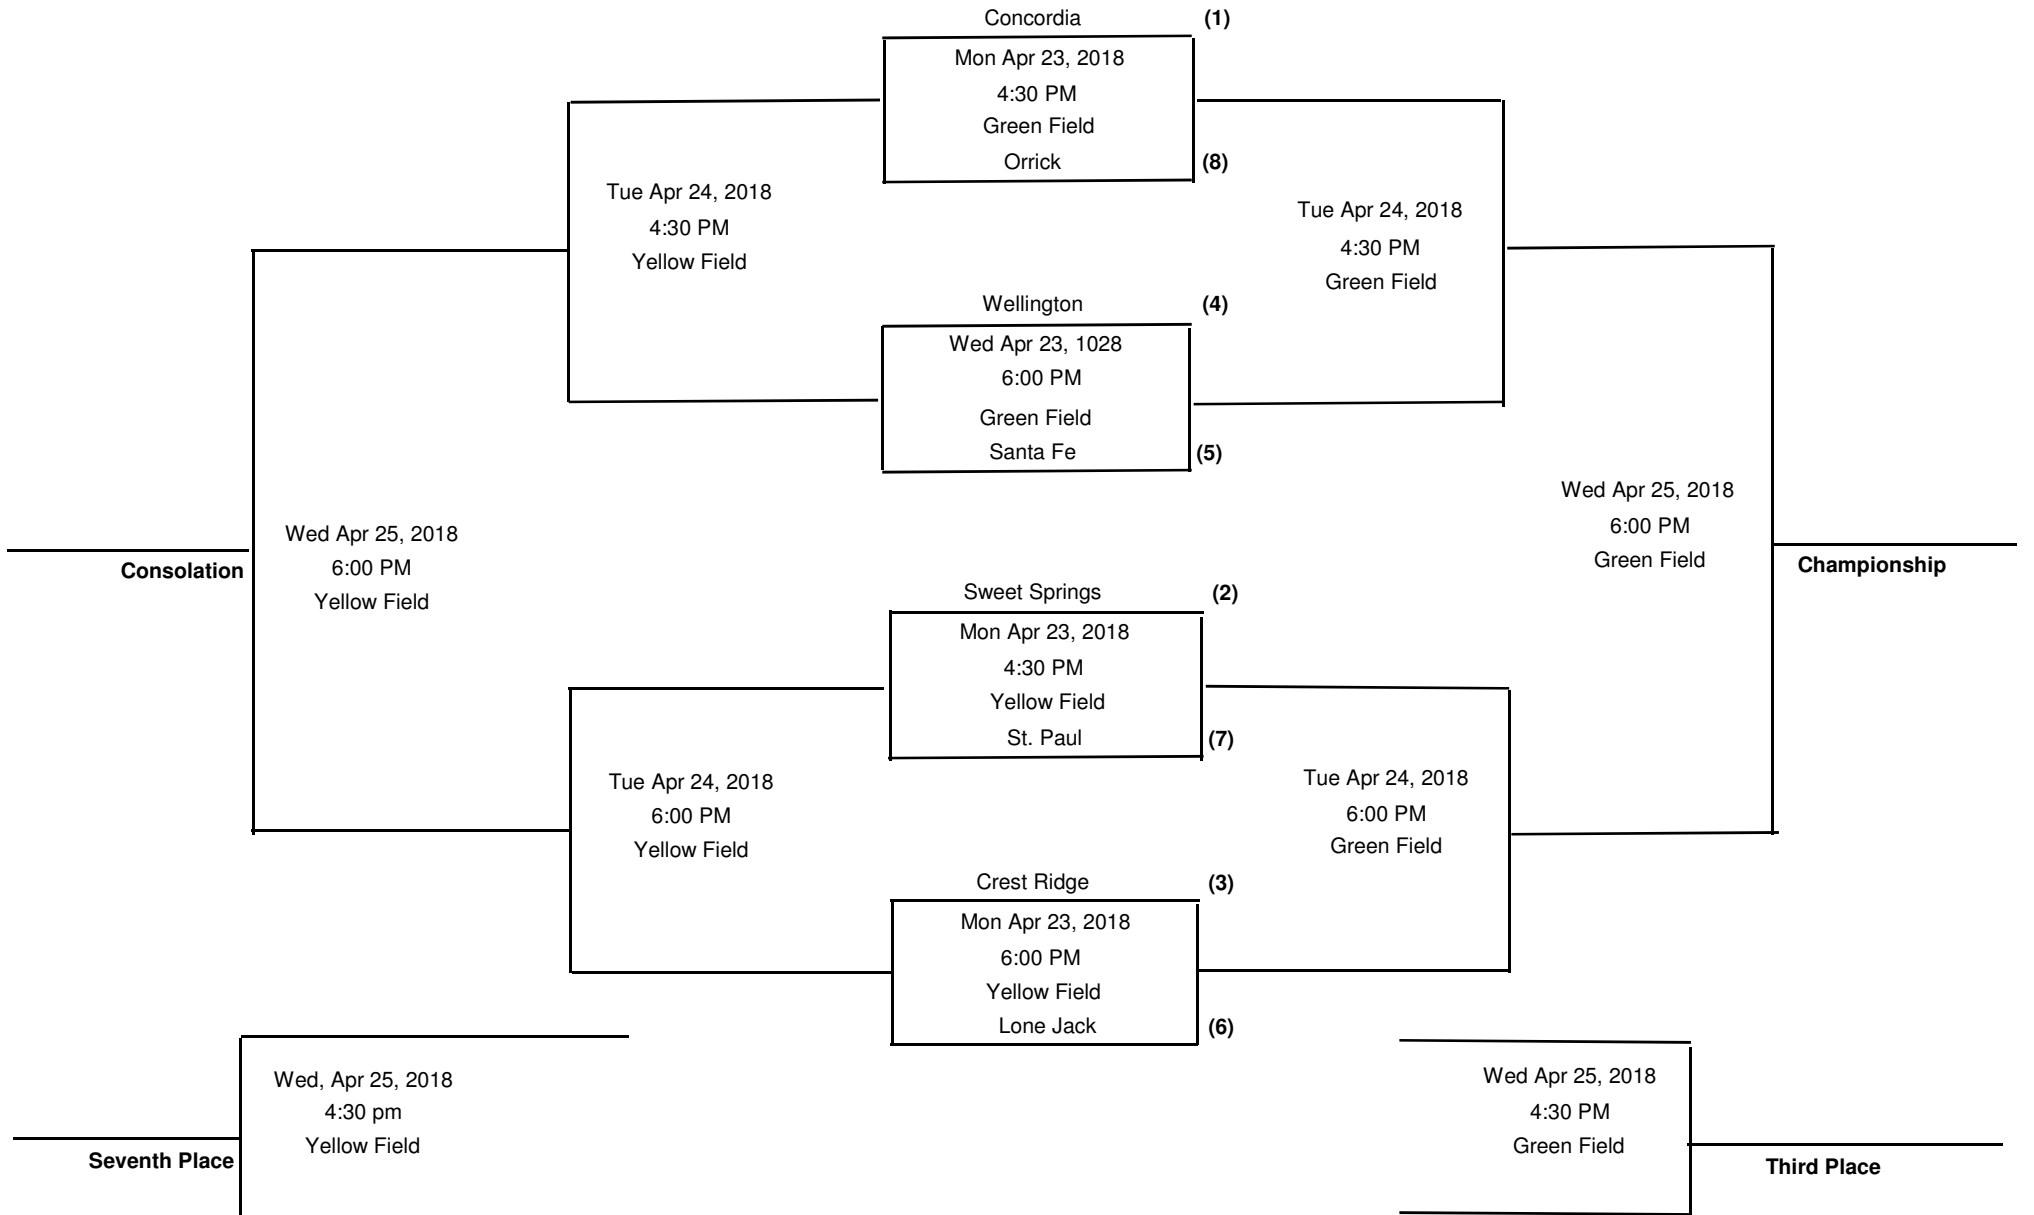 Concordia (1)
Mon Apr 23, 2018
4:30 PM
Green Field
Orrick (8)
Tue Apr 24, 2018
4:30 PM
Yellow Field
Tue Apr 24, 2018
4:30 PM
Green Field
Wellington (4)
Wed Apr 23, 1028
6:00 PM
Green Field
Santa Fe (5)
Wed Apr 25, 2018
6:00 PM
Yellow Field
Consolation
Wed Apr 25, 2018
6:00 PM
Green Field
Championship
Sweet Springs (2)
Mon Apr 23, 2018
4:30 PM
Yellow Field
St. Paul (7)
Tue Apr 24, 2018
6:00 PM
Yellow Field
Tue Apr 24, 2018
6:00 PM
Green Field
Crest Ridge (3)
Mon Apr 23, 2018
6:00 PM
Yellow Field
Lone Jack (6)
Wed, Apr 25, 2018
4:30 pm
Yellow Field
Seventh Place
Wed Apr 25, 2018
4:30 PM
Green Field
Third Place